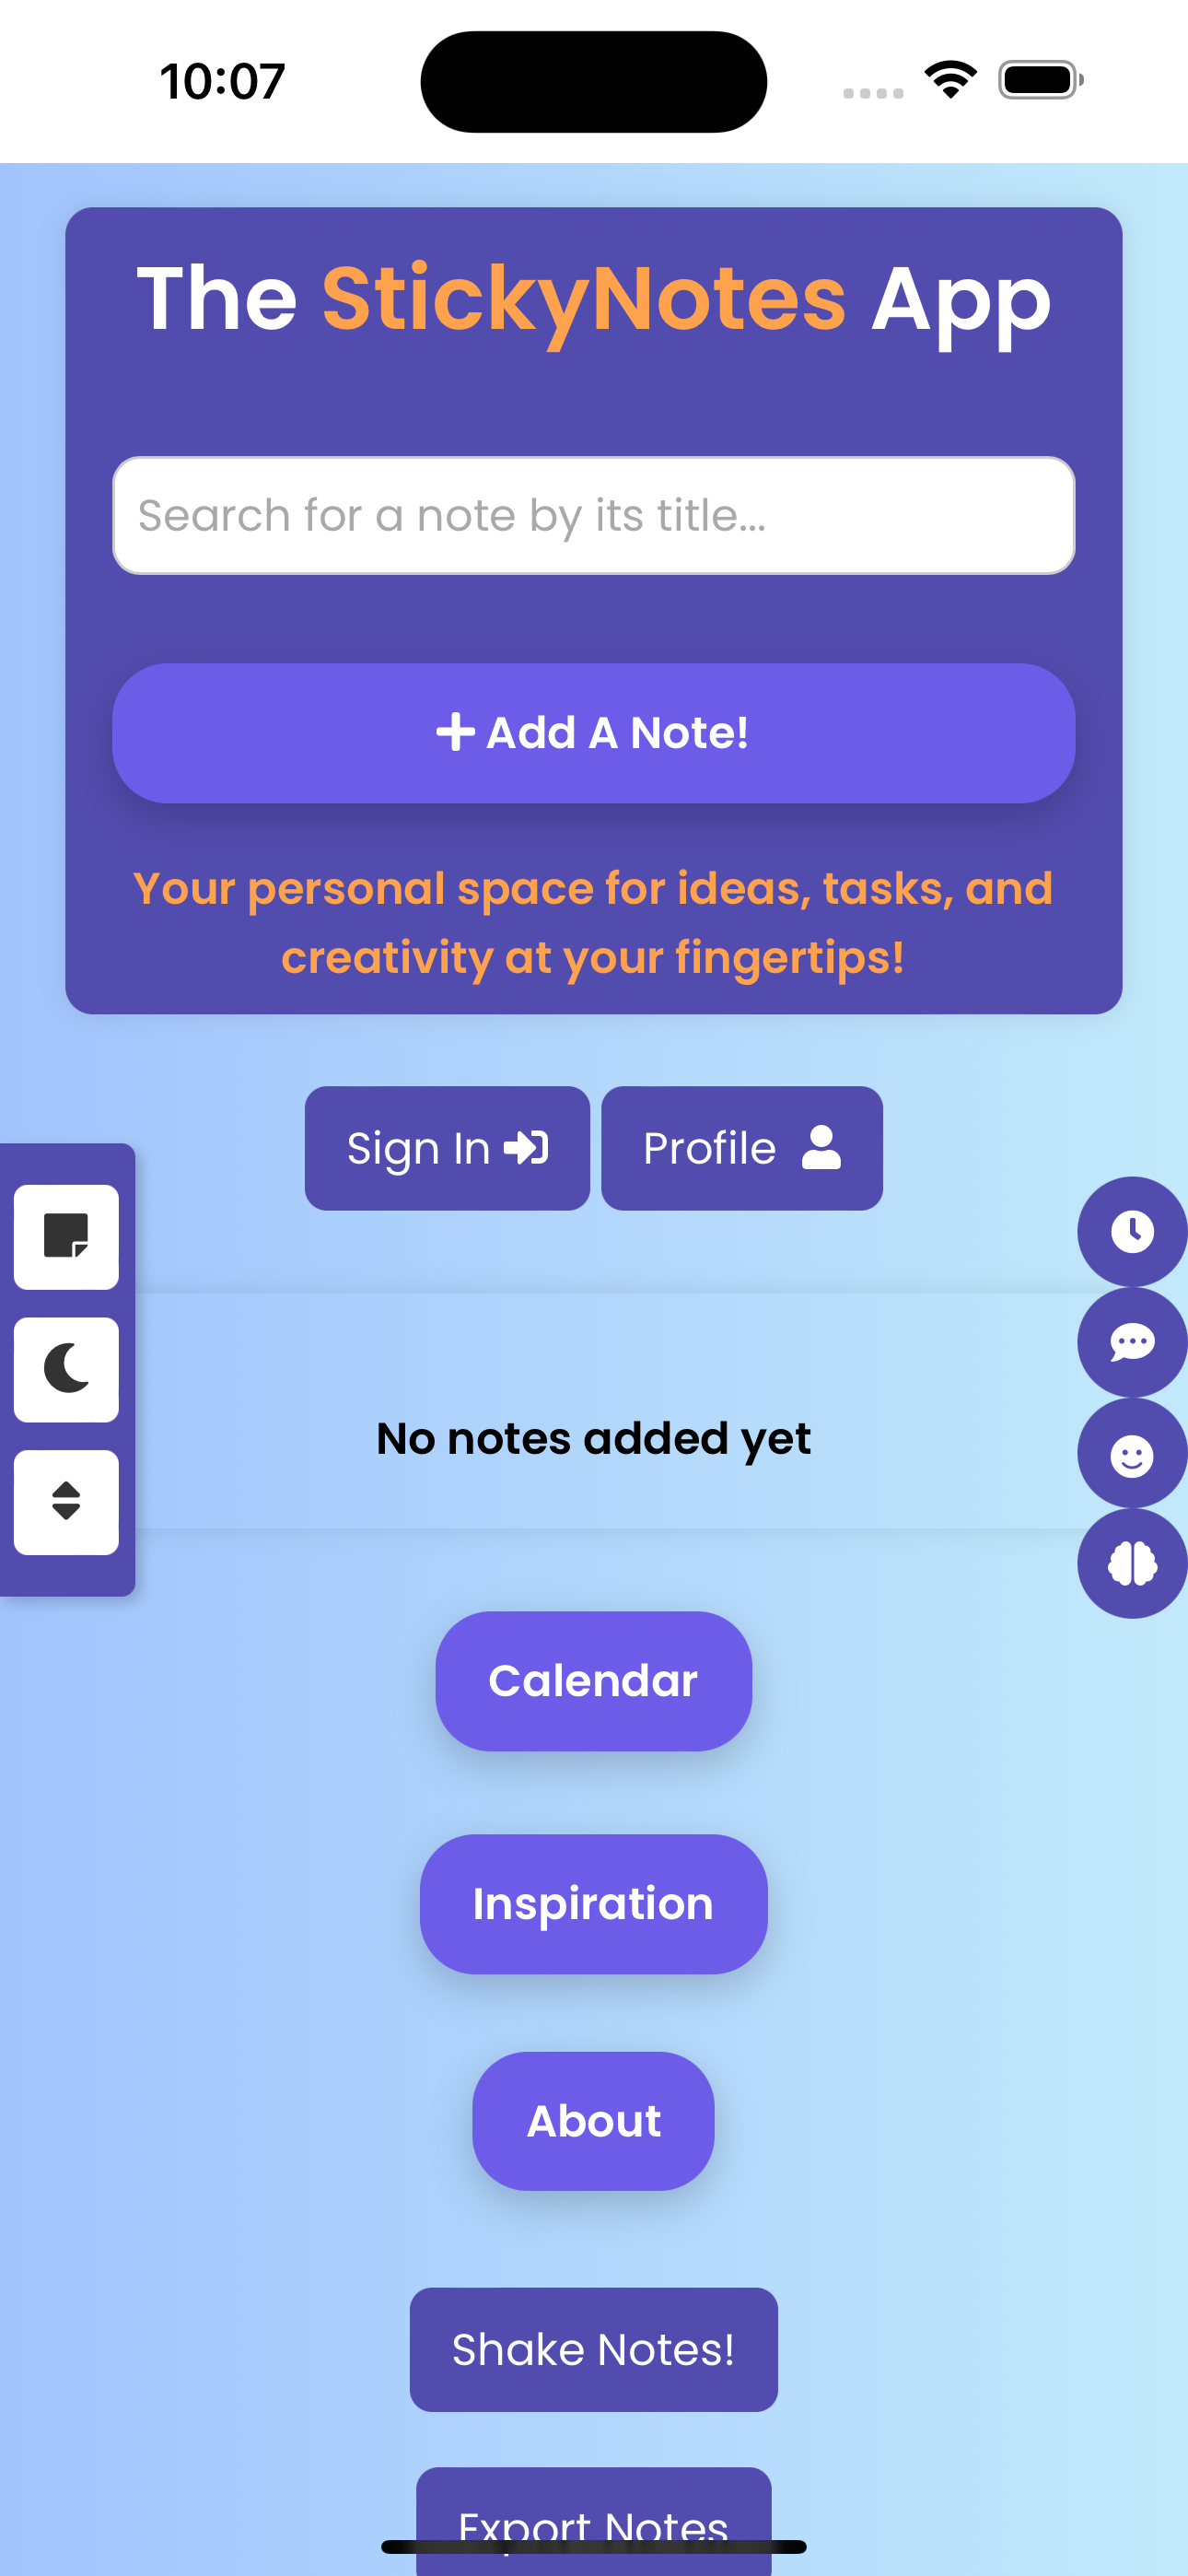 10:07
The StickyNotes App
Search for a note by its title...
Add A Note!
Your personal space for ideas, tasks, and
creativity at your fingertips!
Sign In
Profile
No notes added yet
Calendar
Inspiration
About
Shake Notes!
Export Notes